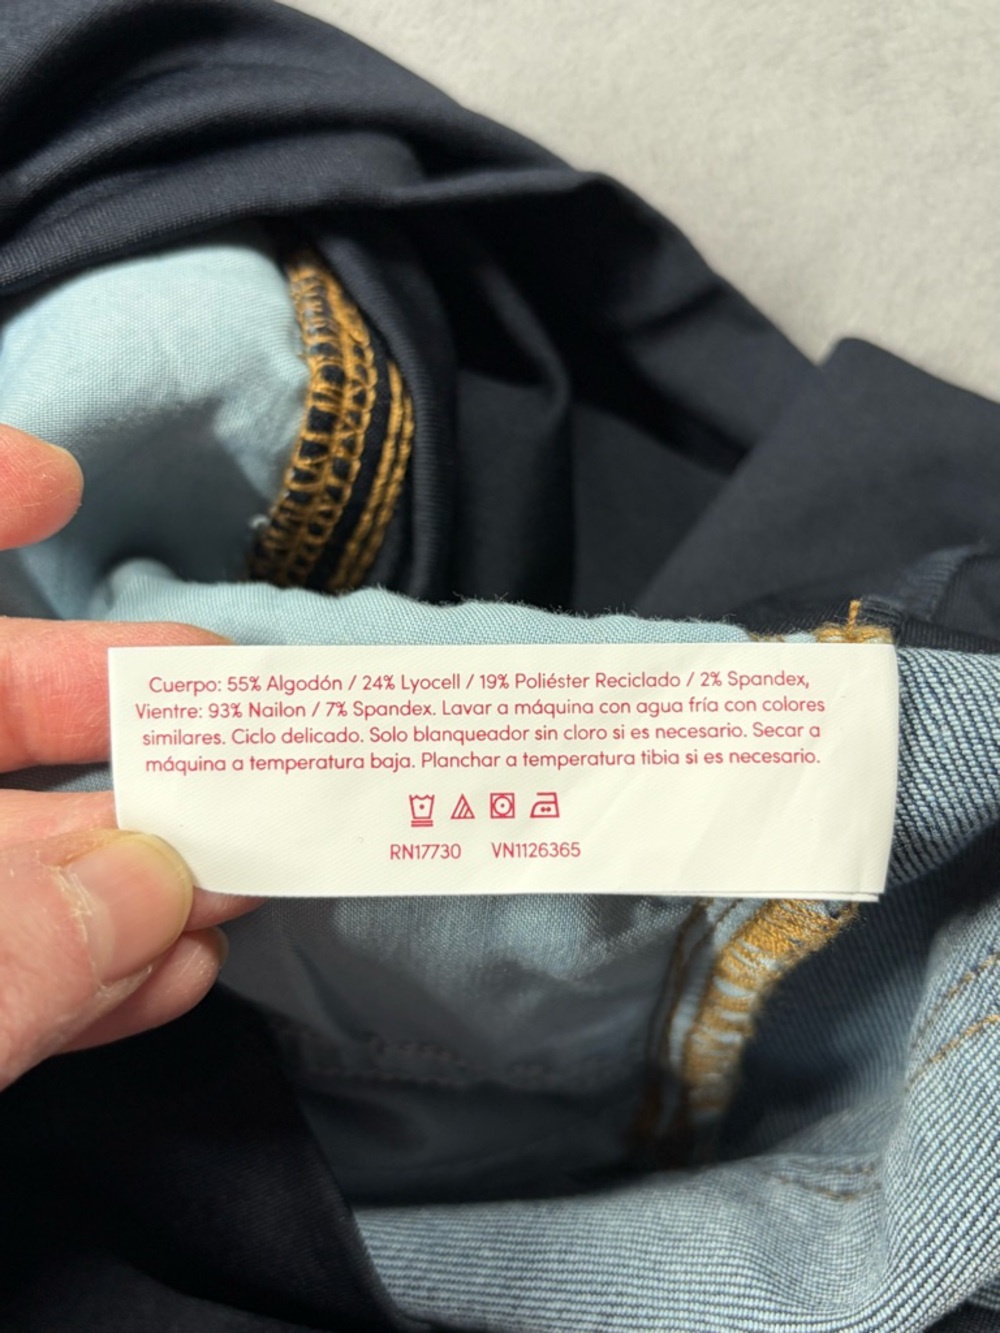 Cuerpo: 55% Algodón / 24% Lyocell / 19% Poliéster Reciclado / 2% Spandex,
Vientre: 93% Nailon / 7% Spandex. Lavar a máquina con agua fría con colores
similares. Ciclo delicado. Solo blanqueador sin cloro si es necesario. Secar a
máquina a temperatura baja. Planchar a temperatura tibia si es necesario.
RN17730 VN1126365